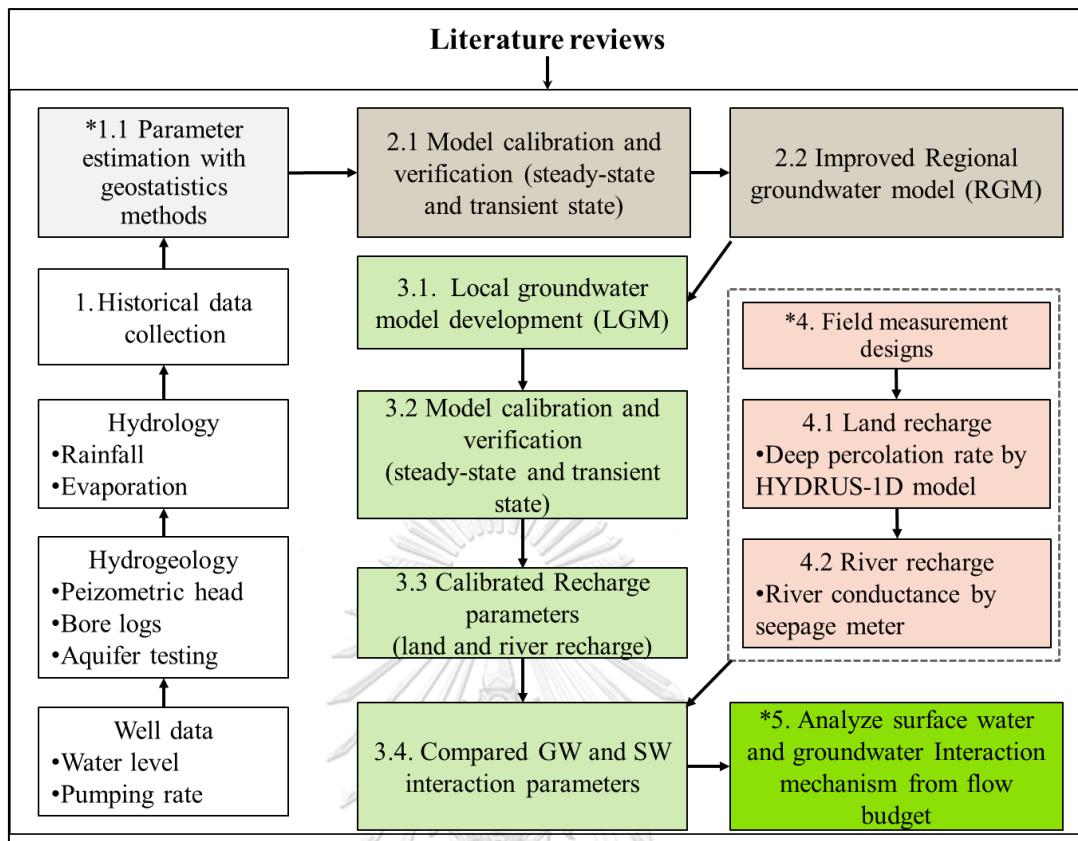 Literature reviews
*1.1 Parameter
estimation with
geostatistics
methods
2.1 Model calibration and
verification (steady-state
and transient state)
2.2 Improved Regional
groundwater model (RGM)
1. Historical data
collection
3.1. Local groundwater
model development (LGM)
*4. Field measurement
designs
Hydrology
•Rainfall
•Evaporation
3.2 Model calibration and
verification
(steady-state and transient
state)
4.1 Land recharge
•Deep percolation rate by
HYDRUS-1D model
Hydrogeology
•Peizometric head
•Bore logs
•Aquifer testing
3.3 Calibrated Recharge
parameters
(land and river recharge)
4.2 River recharge
•River conductance by
seepage meter
Well data
•Water level
•Pumping rate
3.4. Compared GW and SW
interaction parameters
*5. Analyze surface water
and groundwater Interaction
mechanism from flow
budget